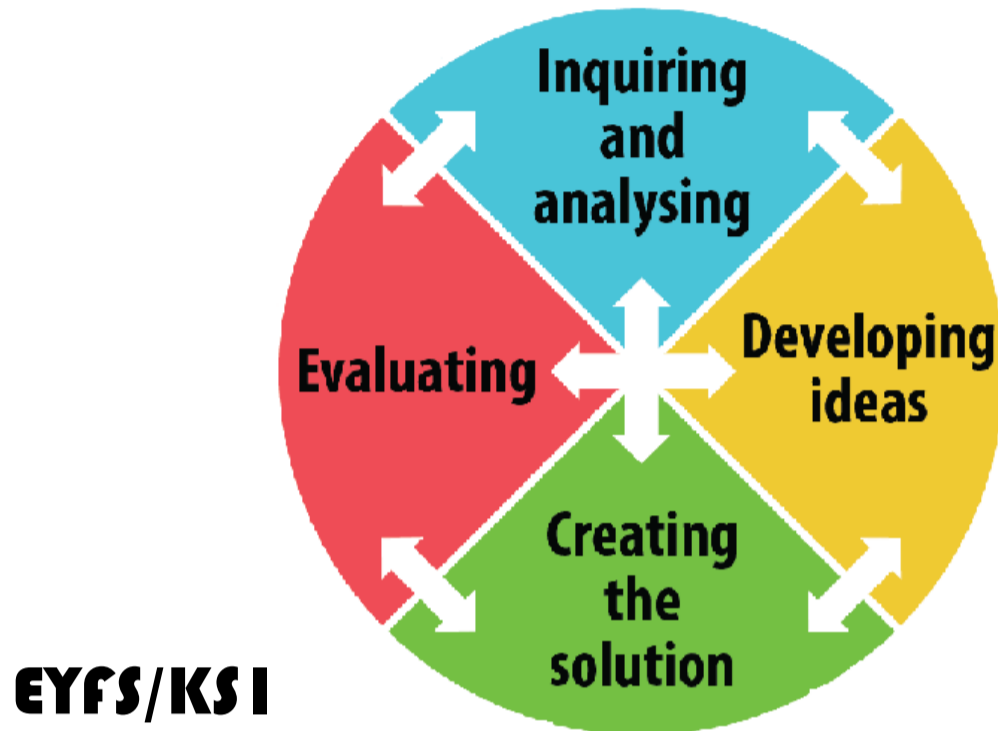 Inquiring
and
analysing
Evaluating
Developing
ideas
Creating
the
solution
EYFS/KS1